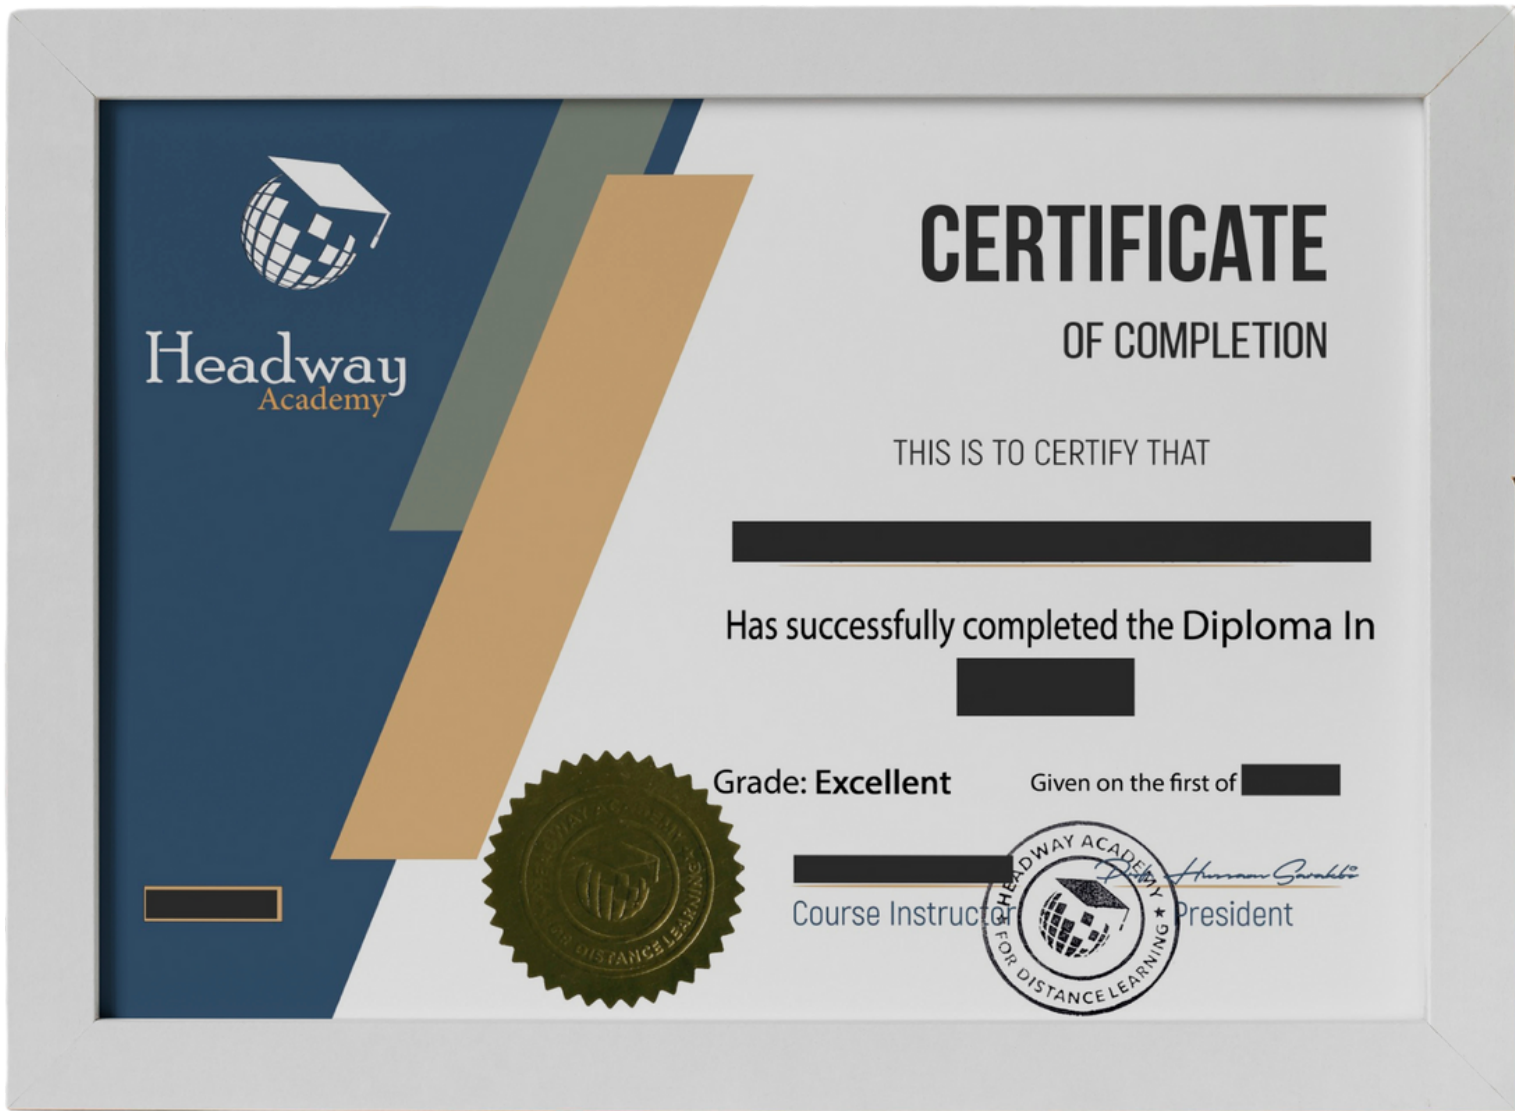 Headway
Academy
CERTIFICATE
OF COMPLETION
THIS IS TO CERTIFY THAT
Has successfully completed the Diploma In
Grade: Excellent
Given on the first of
Course Instructor
President
HEADWAY ACADEMY
FOR DISTANCE LEARNING
HEADWAY ACADEMY
FOR DISTANCE LEARNING